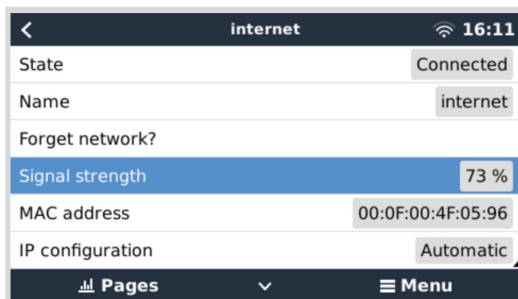 internet 16:11
State Connected
Name internet
Forget network?
Signal strength 73 %
MAC address 00:0F:00:4F:05:96
IP configuration Automatic
Pages Menu